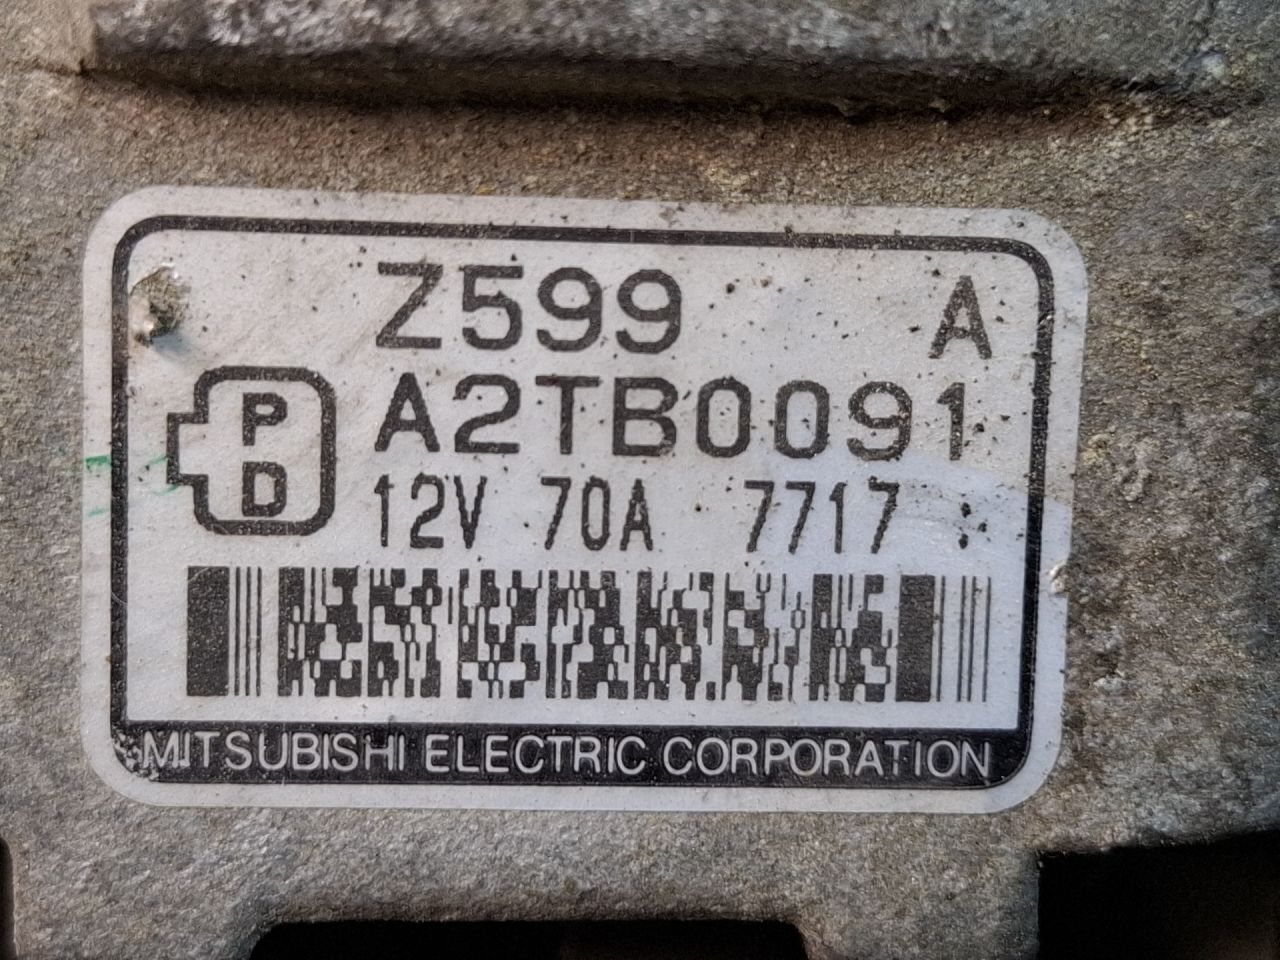 Z599 A
P
D
A2TB0091
12V 70A 7717
MITSUBISHI ELECTRIC CORPORATION